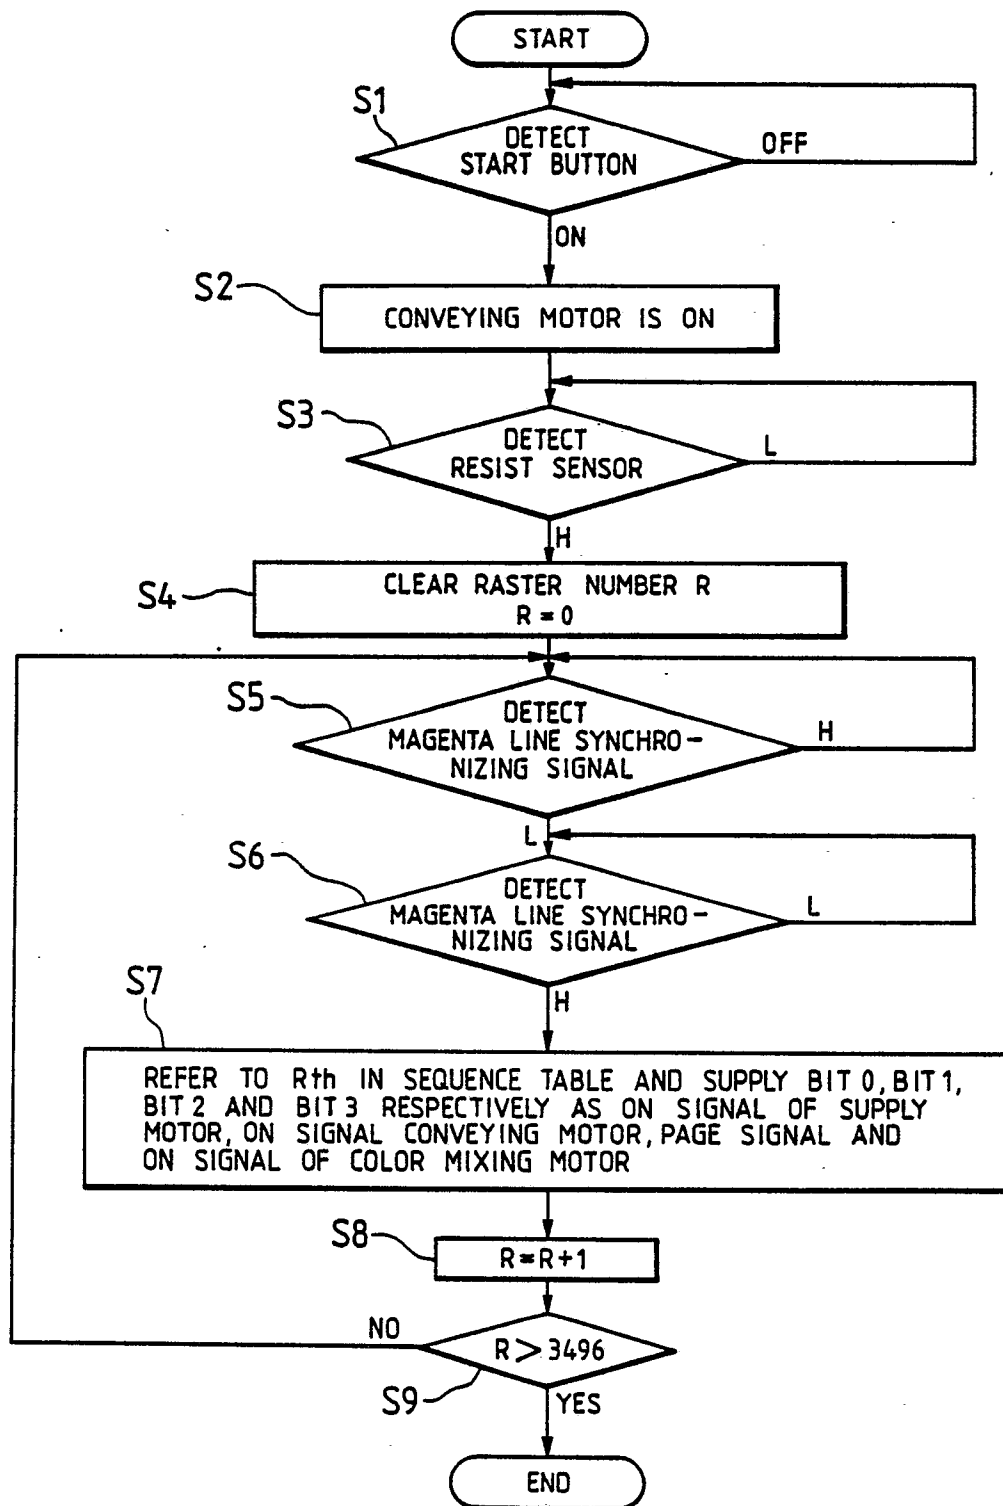 START
S1
DETECT
START BUTTON
OFF
ON
S2
CONVEYING MOTOR IS ON
S3
DETECT
RESIST SENSOR
L
H
S4
CLEAR RASTER NUMBER R
R = 0
S5
DETECT
MAGENTA LINE SYNCHRO-
NIZING SIGNAL
H
L
S6
DETECT
MAGENTA LINE SYNCHRO-
NIZING SIGNAL
L
H
S7
REFER TO Rth IN SEQUENCE TABLE AND SUPPLY BIT 0, BIT 1,
BIT 2 AND BIT 3 RESPECTIVELY AS ON SIGNAL OF SUPPLY
MOTOR, ON SIGNAL CONVEYING MOTOR, PAGE SIGNAL AND
ON SIGNAL OF COLOR MIXING MOTOR
S8
R=R+1
NO
R > 3496
S9
YES
END